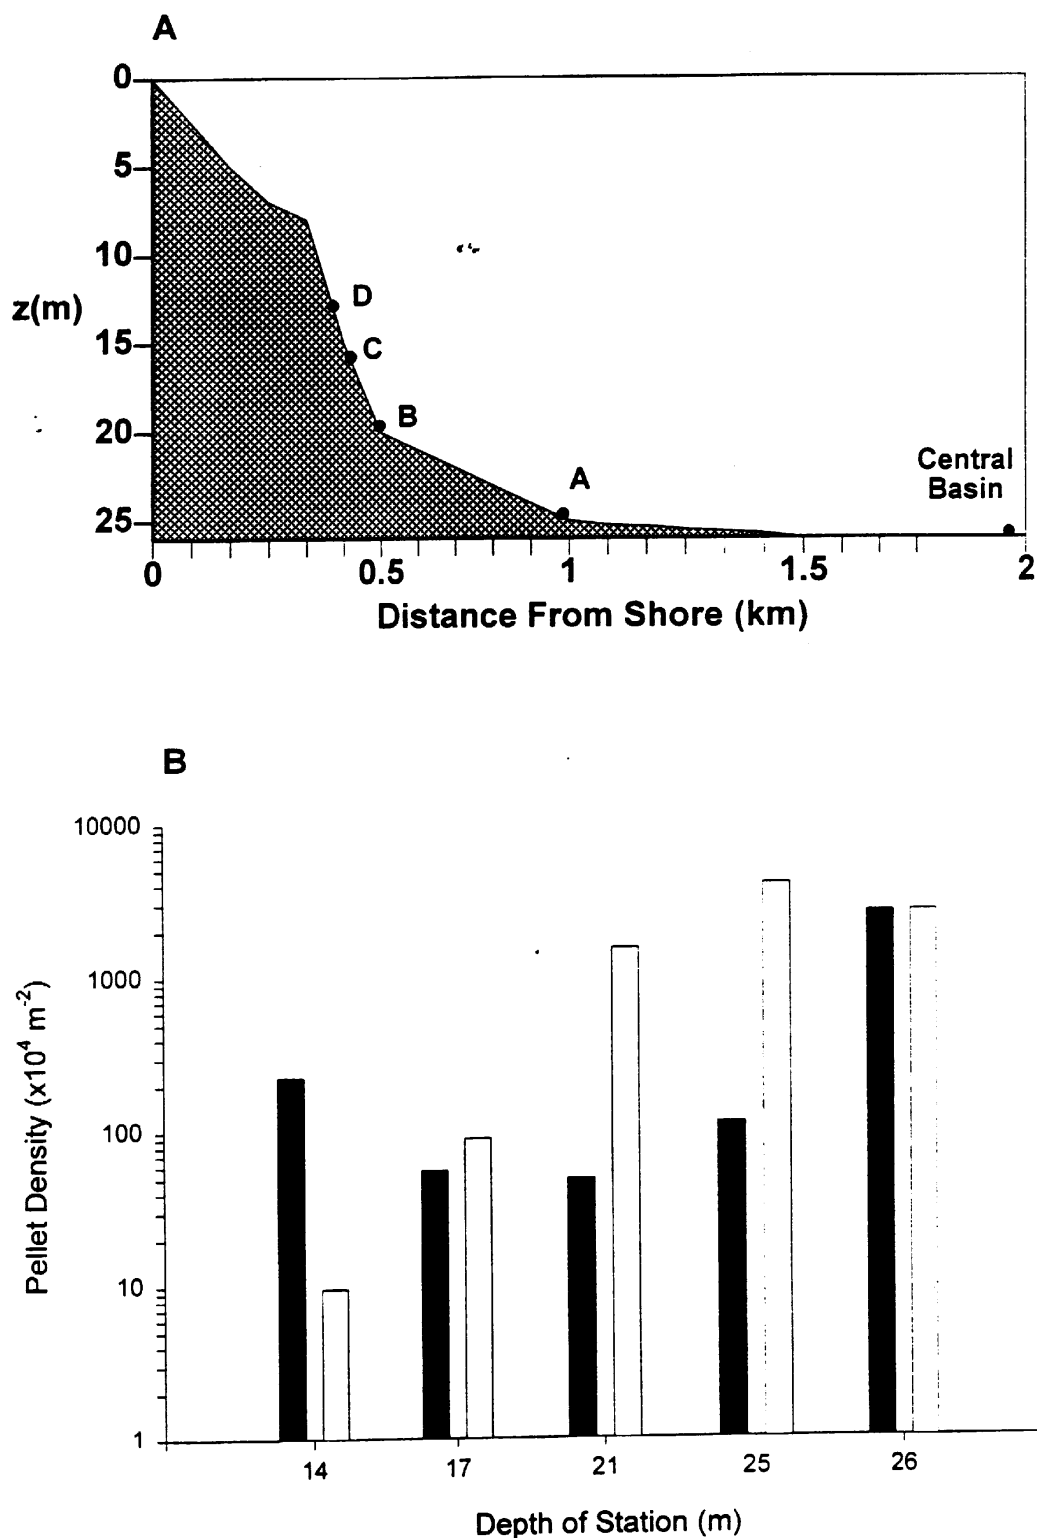 A
0
5
10
z(m)
15
20
25
D
C
B
A
Central
Basin
0 0.5 1 1.5 2
Distance From Shore (km)
B
10000
1000
100
10
1
Pellet Density (x10⁴ m⁻²)
14 17 21 25 26
Depth of Station (m)